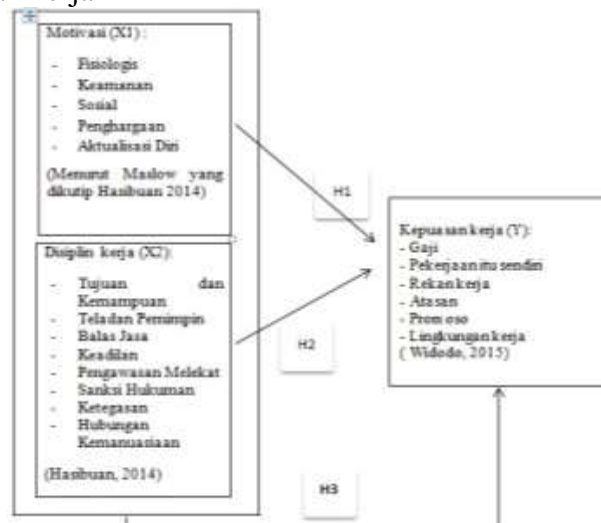 Motivasi (X1) :
- Fisiologis
- Keamanan
- Sosial
- Penghargaan
- Aktualisasi Diri
(Menurut Maslow yang
dikutip Hasibuan 2014)
H1
Disiplin kerja (X2):
- Tujuan dan
Kemampuan
- Teladan Pemimpin
- Balas Jasa
- Keadilan
- Pengawasan Melekat
- Sanksi Hukuman
- Ketegasan
- Hubungan
Kemanuasiaan
(Hasibuan, 2014)
H2
Kepuasan kerja (Y):
- Gaji
- Pekerjaan itu sendiri
- Rekan kerja
- Atasan
- Promoso
- Lingkungan kerja
( Widodo, 2015)
H3